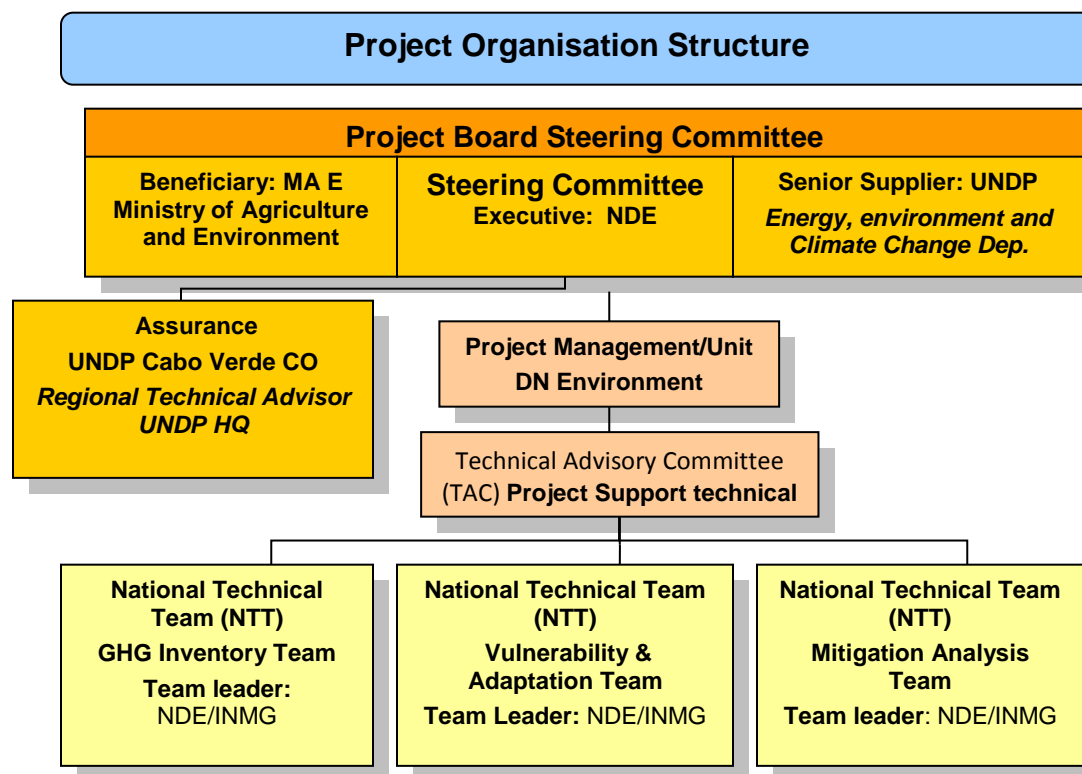 Project Organisation Structure
Project Board Steering Committee
Beneficiary: MA E
Ministry of Agriculture
and Environment
Steering Committee
Executive: NDE
Senior Supplier: UNDP
Energy, environment and
Climate Change Dep.
Assurance
UNDP Cabo Verde CO
Regional Technical Advisor
UNDP HQ
Project Management/Unit
DN Environment
Technical Advisory Committee
(TAC) Project Support technical
National Technical
Team (NTT)
GHG Inventory Team
Team leader:
NDE/INMG
National Technical Team
(NTT)
Vulnerability &
Adaptation Team
Team Leader: NDE/INMG
National Technical Team
(NTT)
Mitigation Analysis
Team
Team leader: NDE/INMG